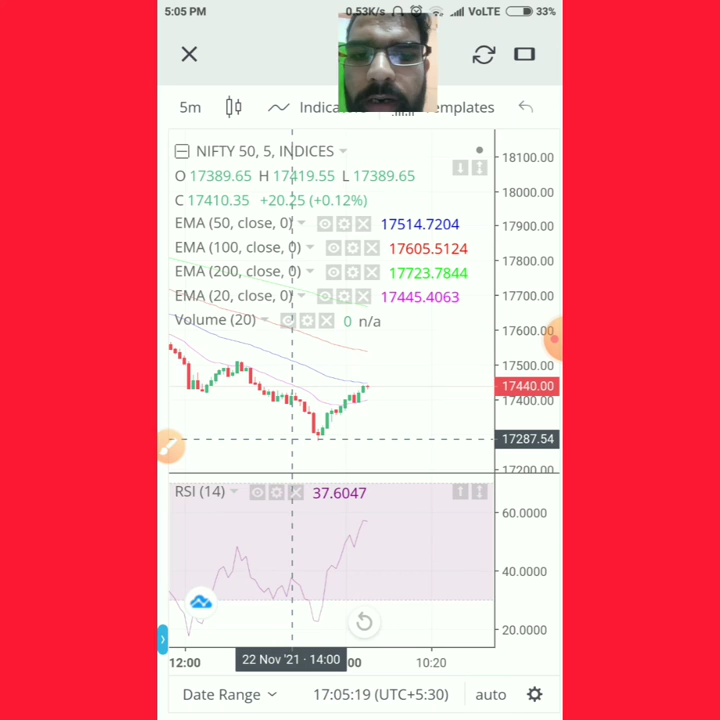 5:05 PM 0.53K/s VoLTE 33%
5m Indica emplates
NIFTY 50, 5, INDICES
O 17389.65 H 17419.55 L 17389.65
C 17410.35 +20.25 (+0.12%)
EMA (50, close, 0) 17514.7204
EMA (100, close, 0) 17605.5124
EMA (200, close, 0) 17723.7844
EMA (20, close, 0) 17445.4063
Volume (20) 0 n/a
18100.00
18000.00
17900.00
17800.00
17700.00
17600.00
17500.00
17440.00
17400.00
17287.54
17200.00
RSI (14) 37.6047
60.0000
40.0000
20.0000
12:00 22 Nov '21 - 14:00 00 10:20
Date Range 17:05:19 (UTC+5:30) auto